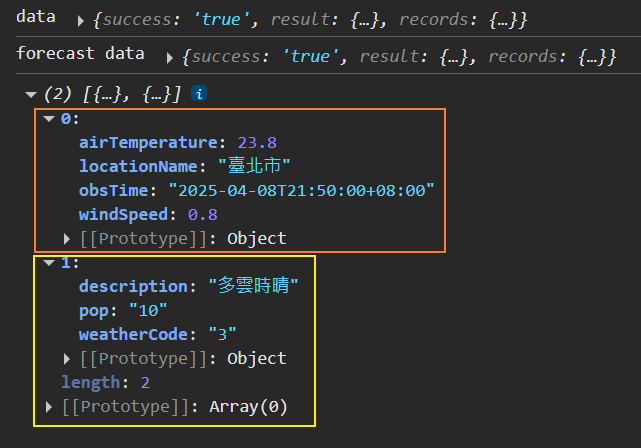 data ▶ {success: 'true', result: {…}, records: {…}}
forecast data ▶ {success: 'true', result: {…}, records: {…}}
▼ (2) [{…}, {…}] i
▼ 0:
airTemperature: 23.8
locationName: "臺北市"
obsTime: "2025-04-08T21:50:00+08:00"
windSpeed: 0.8
▶ [[Prototype]]: Object
▼ 1:
description: "多雲時晴"
pop: "10"
weatherCode: "3"
▶ [[Prototype]]: Object
length: 2
▶ [[Prototype]]: Array(0)